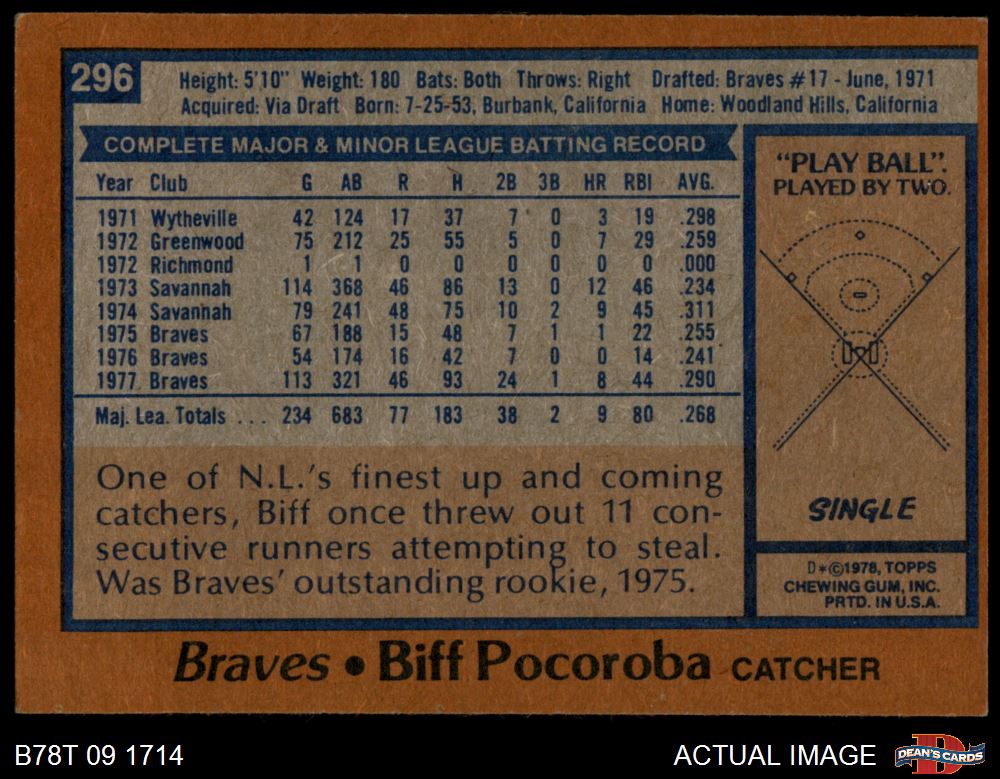 296
Height: 5'10" Weight: 180 Bats: Both Throws: Right Drafted: Braves #17 - June, 1971
Acquired: Via Draft Born: 7-25-53, Burbank, California Home: Woodland Hills, California
COMPLETE MAJOR & MINOR LEAGUE BATTING RECORD
Year Club G AB R H 2B 3B HR RBI AVG.
1971 Wytheville 42 124 17 37 7 0 3 19 .298
1972 Greenwood 75 212 25 55 5 0 7 29 .259
1972 Richmond 1 1 0 0 0 0 0 0 .000
1973 Savannah 114 368 46 86 13 0 12 46 .234
1974 Savannah 79 241 48 75 10 2 9 45 .311
1975 Braves 67 188 15 48 7 1 1 22 .255
1976 Braves 54 174 16 42 7 0 0 14 .241
1977 Braves 113 321 46 93 24 1 8 44 .290
Maj. Lea. Totals ... 234 683 77 183 38 2 9 80 .268
One of N.L.'s finest up and coming
catchers, Biff once threw out 11 con-
secutive runners attempting to steal.
Was Braves' outstanding rookie, 1975.
"PLAY BALL".
PLAYED BY TWO.
SINGLE
D*©1978, TOPPS
CHEWING GUM, INC.
PRTD. IN U.S.A.
Braves • Biff Pocoroba CATCHER
B78T 09 1714
ACTUAL IMAGE
D
DEAN'S CARDS